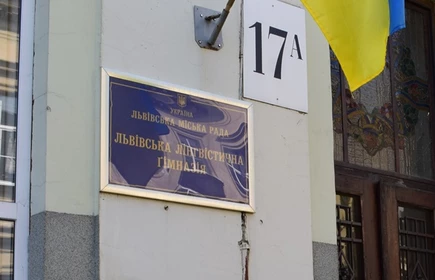 17А
УКРАЇНА
ЛЬВІВСЬКА МІСЬКА РАДА
ЛЬВІВСЬКА ЛІНГВІСТИЧНА
ГІМНАЗІЯ